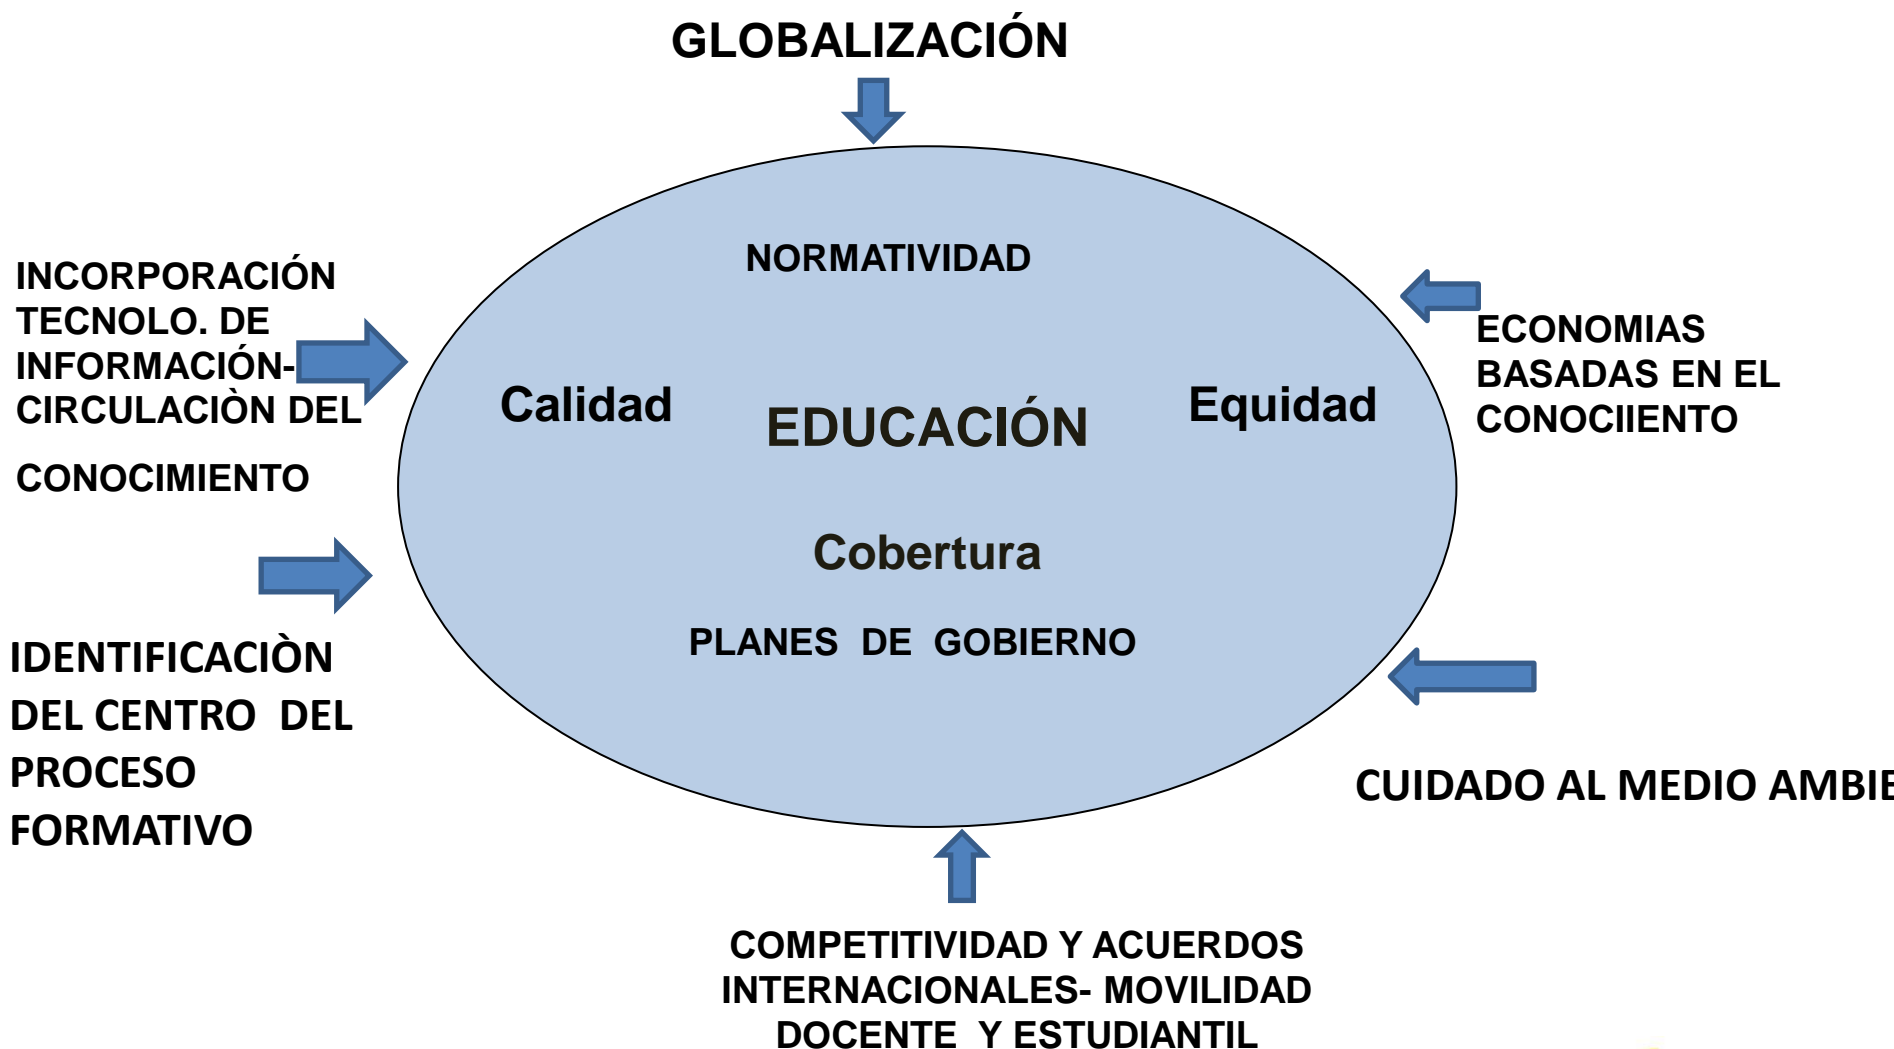 GLOBALIZACIÓN
NORMATIVIDAD
INCORPORACIÓN
TECNOLO. DE
INFORMACIÓN-
CIRCULACIÒN DEL
CONOCIMIENTO
Calidad
EDUCACIÓN
Equidad
ECONOMIAS
BASADAS EN EL
CONOCIIENTO
Cobertura
PLANES DE GOBIERNO
IDENTIFICACIÒN
DEL CENTRO DEL
PROCESO
FORMATIVO
CUIDADO AL MEDIO AMBIE
COMPETITIVIDAD Y ACUERDOS
INTERNACIONALES- MOVILIDAD
DOCENTE Y ESTUDIANTIL